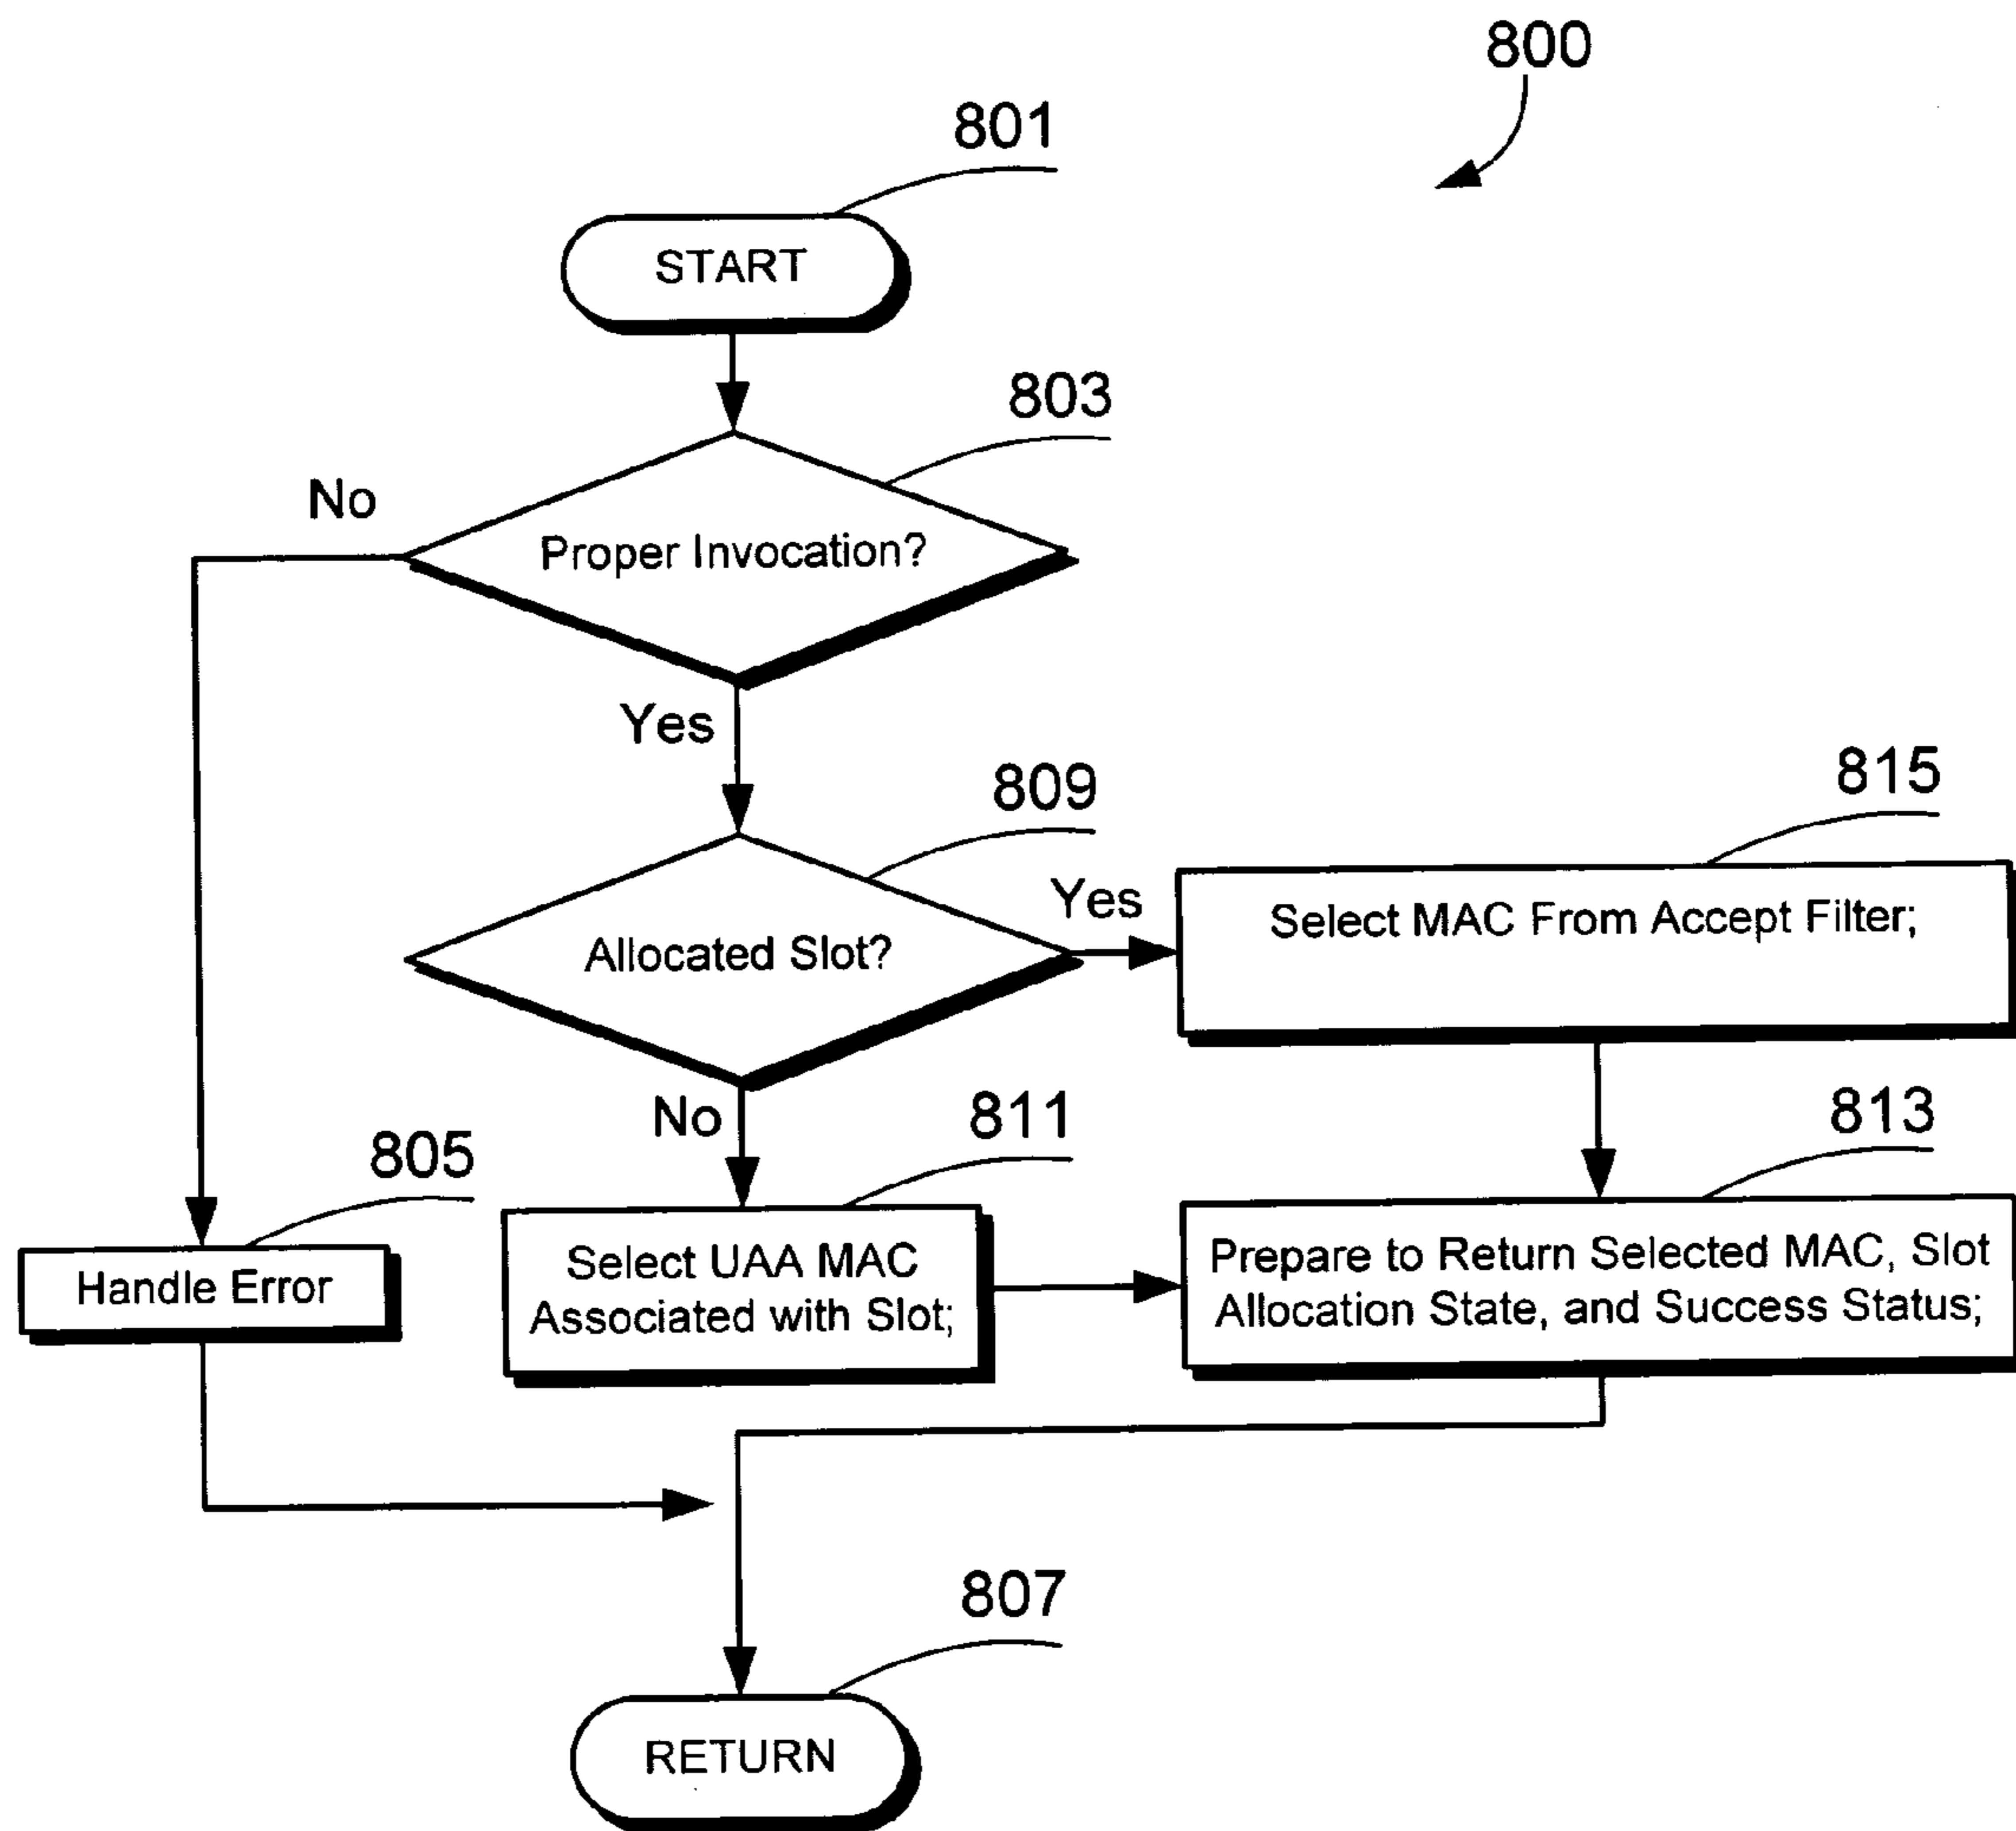 800
801
START
803
No
Proper Invocation?
Yes
809
815
Yes
Select MAC From Accept Filter;
Allocated Slot?
No
811
813
805
Select UAA MAC
Associated with Slot;
Prepare to Return Selected MAC, Slot
Allocation State, and Success Status;
Handle Error
807
RETURN